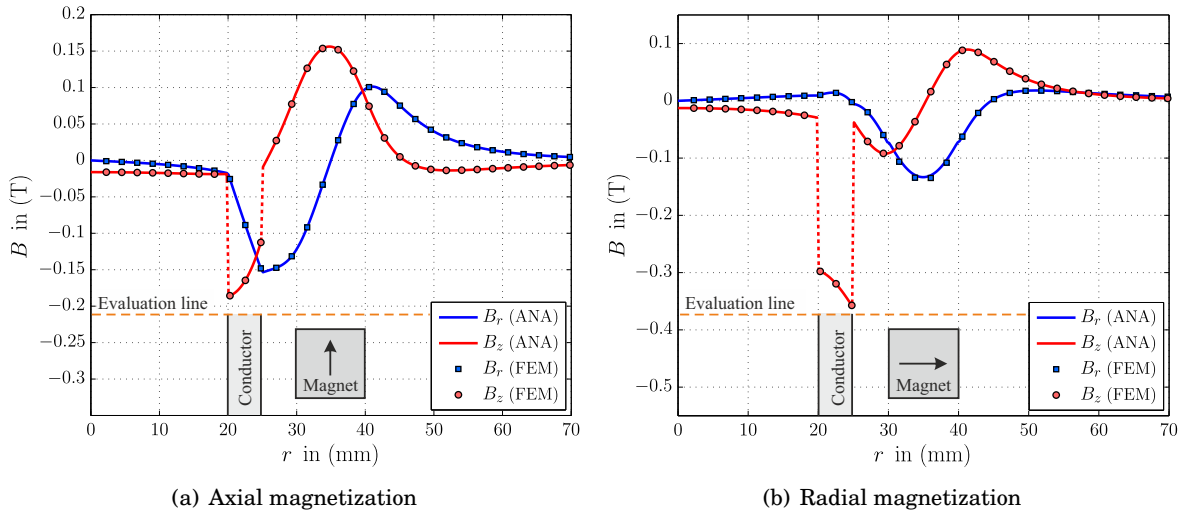 0.2
0.15
0.1
0.05
0
−0.05
−0.1
−0.15
−0.2
−0.25
−0.3
B in (T)
Evaluation line
Conductor
Magnet
B_r (ANA)
B_z (ANA)
B_r (FEM)
B_z (FEM)
0 10 20 30 40 50 60 70
r in (mm)
(a) Axial magnetization
0.1
0
−0.1
−0.2
−0.3
−0.4
−0.5
B in (T)
Evaluation line
Conductor
Magnet
B_r (ANA)
B_z (ANA)
B_r (FEM)
B_z (FEM)
0 10 20 30 40 50 60 70
r in (mm)
(b) Radial magnetization